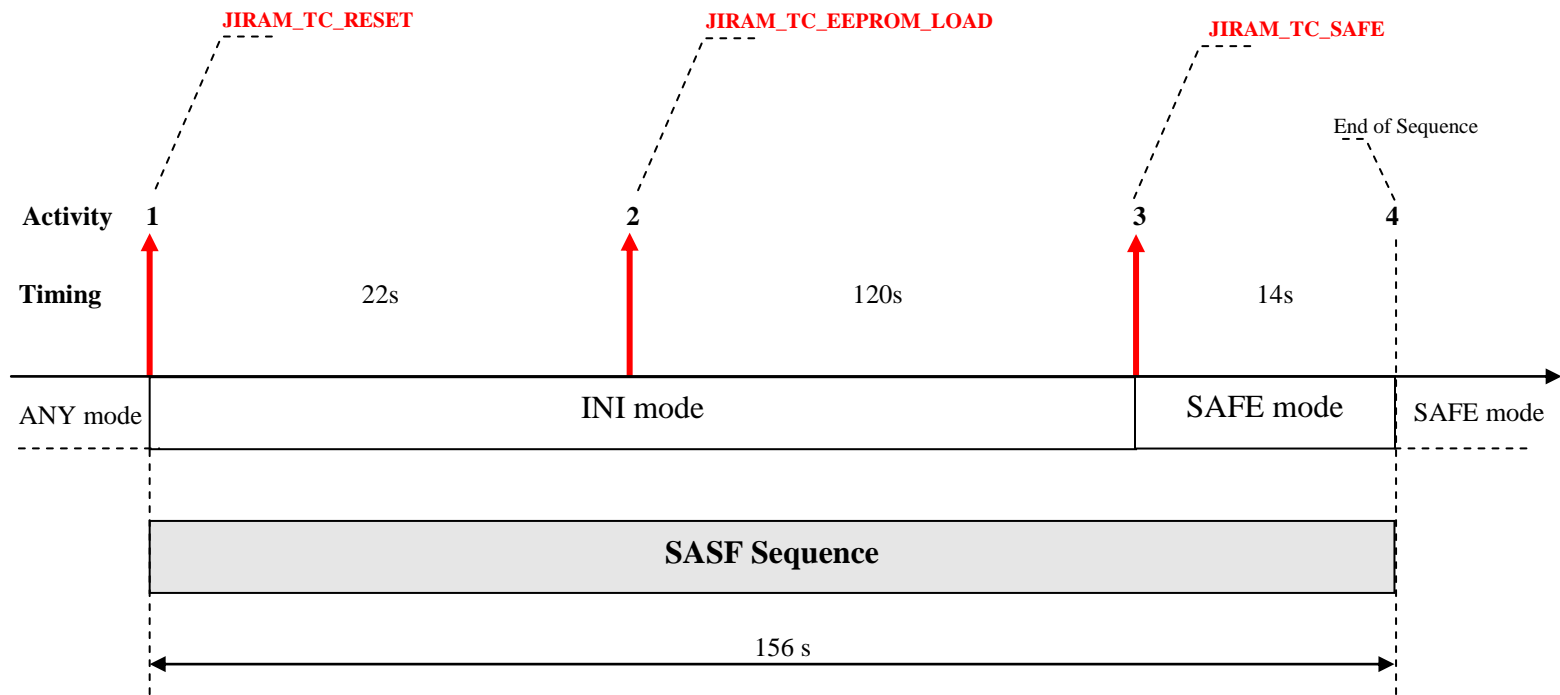 JIRAM_TC_RESET
JIRAM_TC_EEPROM_LOAD
JIRAM_TC_SAFE
End of Sequence
Activity 1 2 3 4
Timing 22s 120s 14s
ANY mode INI mode SAFE mode SAFE mode
SASF Sequence
156 s